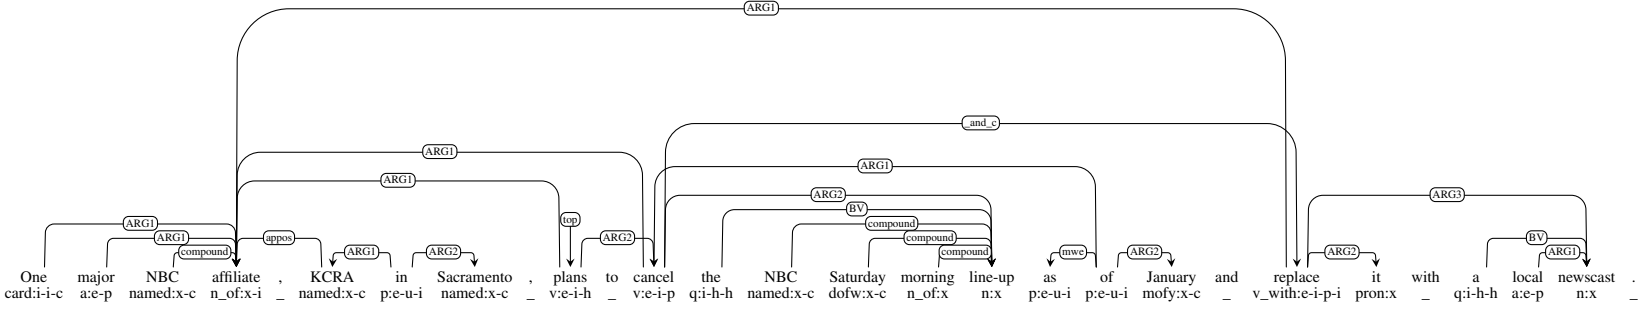 ARG1
_and_c
ARG1 ARG1
ARG1
ARG2 ARG3
BV
top
ARG1 compound
ARG1 appos ARG2 compound BV
compound ARG1 ARG2 compound mwe ARG2 ARG2 ARG1
One major NBC affiliate , KCRA in Sacramento , plans to cancel the NBC Saturday morning line-up as of January and replace it with a local newscast .
card:i-i-c a:e-p named:x-c n_of:x-i _ named:x-c p:e-u-i named:x-c _ v:e-i-h _ v:e-i-p q:i-h-h named:x-c dofw:x-c n_of:x n:x p:e-u-i p:e-u-i mofy:x-c _ v_with:e-i-p-i pron:x _ q:i-h-h a:e-p n:x _